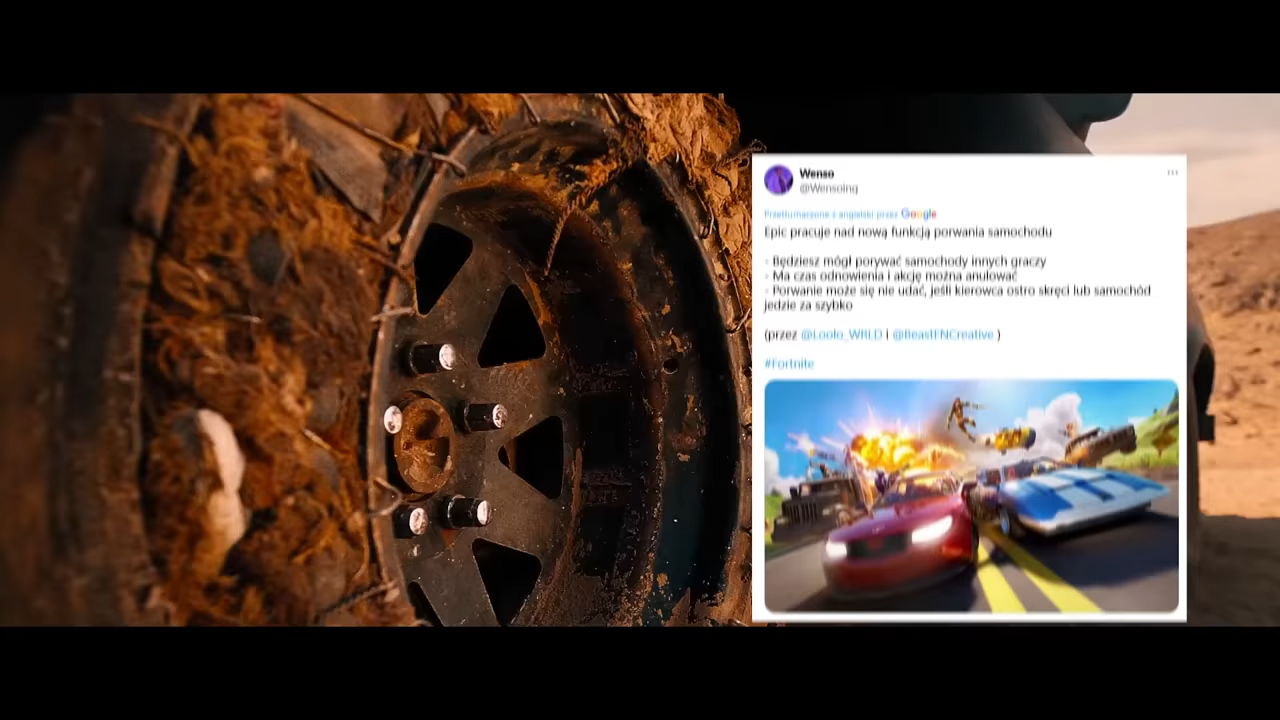 Wenso
@Wensoing
Przetłumaczone z angielski przez Google
Epic pracuje nad nową funkcją porwania samochodu
- Będziesz mógł porywać samochody innych graczy
- Ma czas odnowienia i akcję można anulować
- Porwanie może się nie udać, jeśli kierowca ostro skręci lub samochód
jedzie za szybko
(przez @Loolo_WRLD i @BeastFNCreative )
#Fortnite